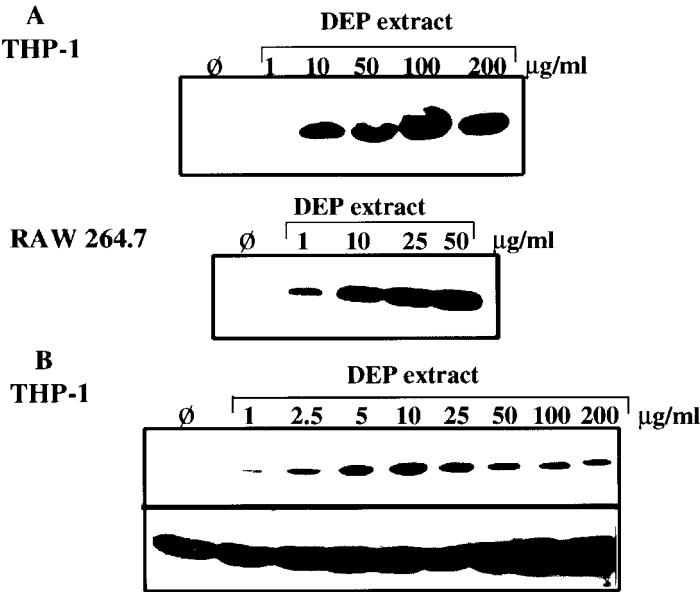 A
DEP extract
THP-1
Ø 1 10 50 100 200 µg/ml
DEP extract
RAW 264.7
Ø 1 10 25 50 µg/ml
B
DEP extract
THP-1
Ø 1 2.5 5 10 25 50 100 200 µg/ml